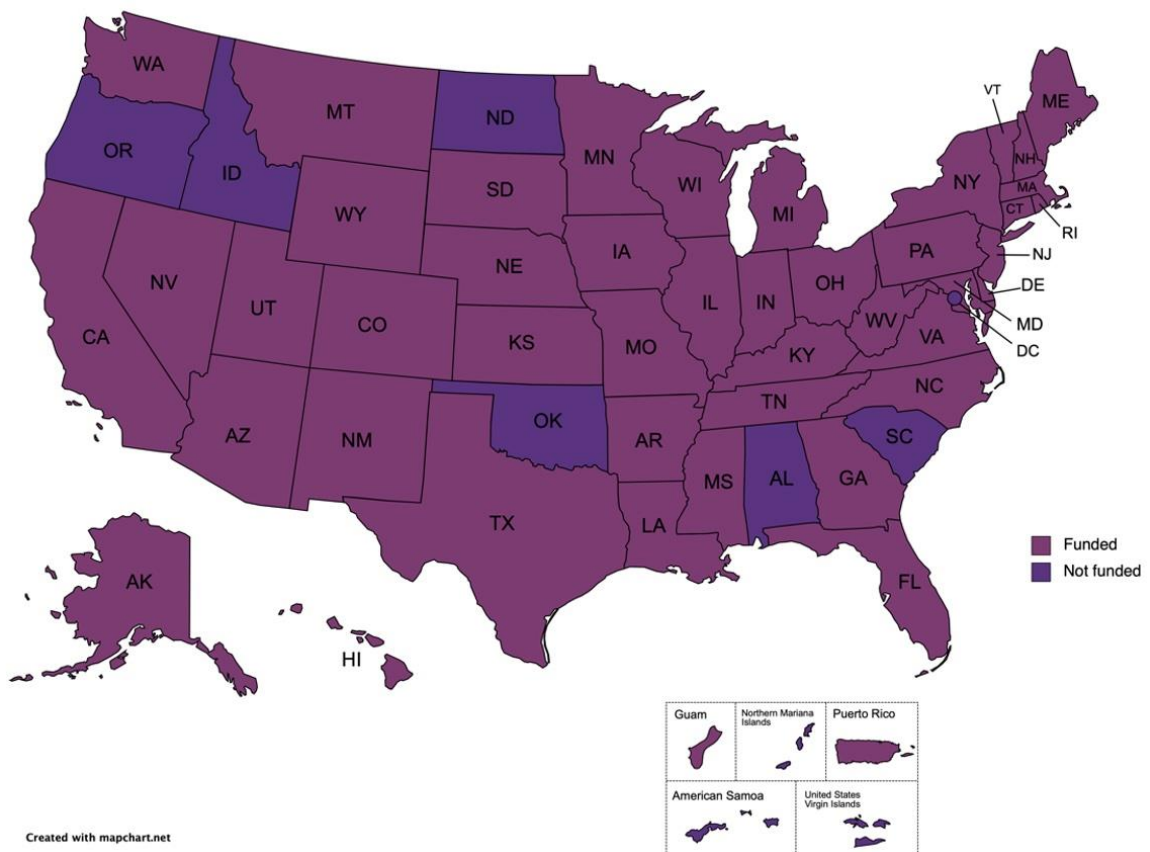 WA
MT
ND
OR
ID
MN
SD
WY
WI
MI
VT
ME
NH
NY
MA
CT
RI
NV
UT
NE
IA
PA
NJ
CA
CO
KS
IL
IN
OH
DE
MD
DC
WV
VA
MO
KY
NC
TN
AZ
NM
OK
AR
SC
MS
AL
GA
TX
LA
FL
AK
HI
Funded
Not funded
Guam
Northern Mariana
Islands
Puerto Rico
American Samoa
United States
Virgin Islands
Created with mapchart.net